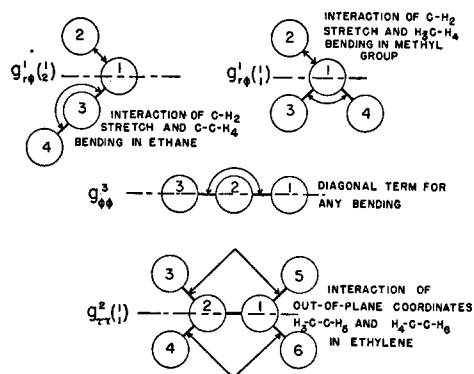 INTERACTION OF C-H₂
STRETCH AND H₃C-H₄
BENDING IN METHYL
GROUP
2
g¹rφ(¹₂)
1
3
4
INTERACTION OF C-H₂
STRETCH AND C-C-H₄
BENDING IN ETHANE
2
g¹rφ(¹₁)
1
3
4
g³φφ
3
2
1
DIAGONAL TERM FOR
ANY BENDING
3
5
g²ττ(¹₁)
2
1
4
6
INTERACTION OF
OUT-OF-PLANE COORDINATES
H₃-C-C-H₅ AND H₄-C-C-H₆
IN ETHYLENE